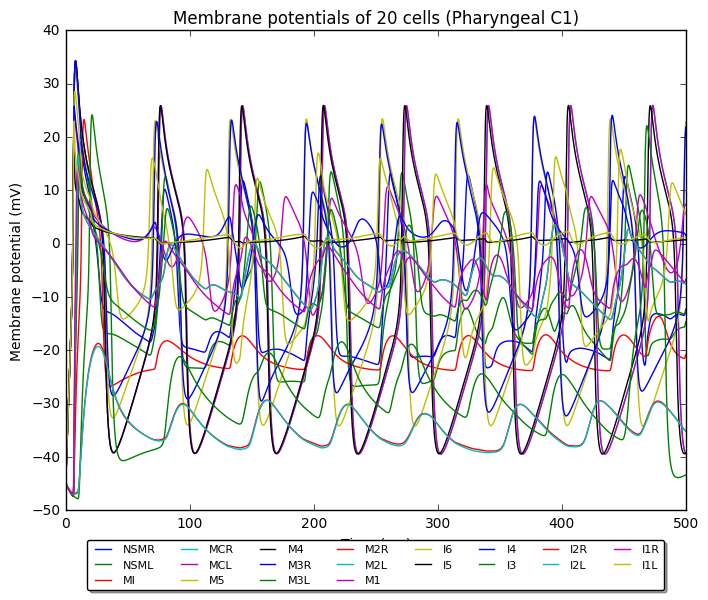 Membrane potentials of 20 cells (Pharyngeal C1)
40
30
20
10
0
−10
−20
−30
−40
−50
Membrane potential (mV)
0 100 200 300 400 500
NSMR MCR M4 M2R I6 I4 I2R I1R
NSML MCL M3R M2L I5 I3 I2L I1L
MI M5 M3L M1